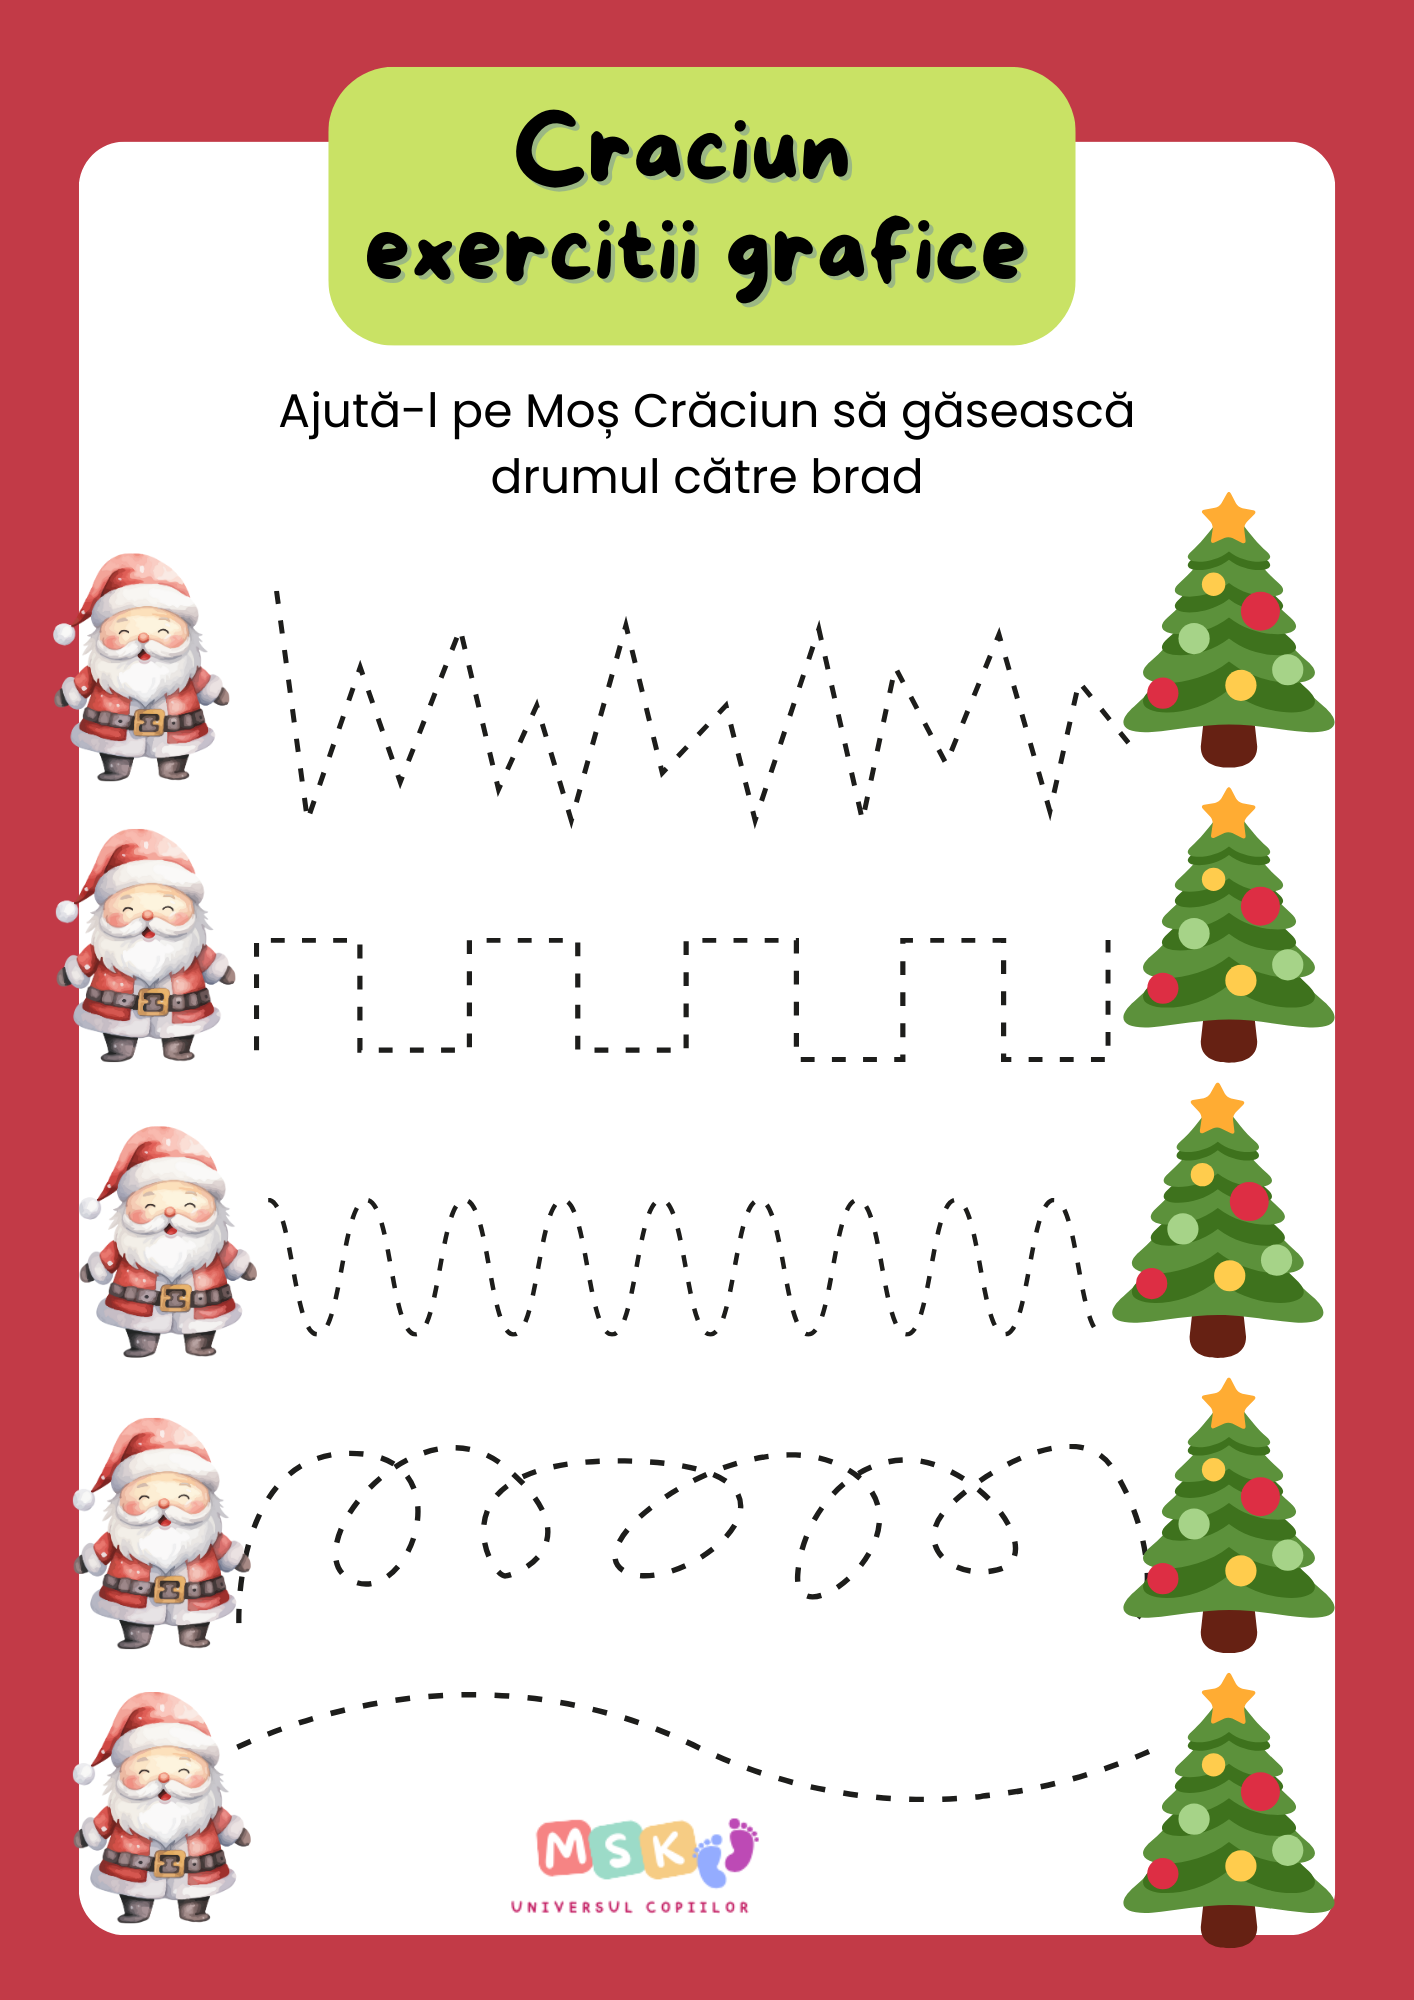 Craciun
exercitii grafice
Ajută-l pe Moș Crăciun să găsească
drumul către brad
MSK
UNIVERSUL COPIILOR